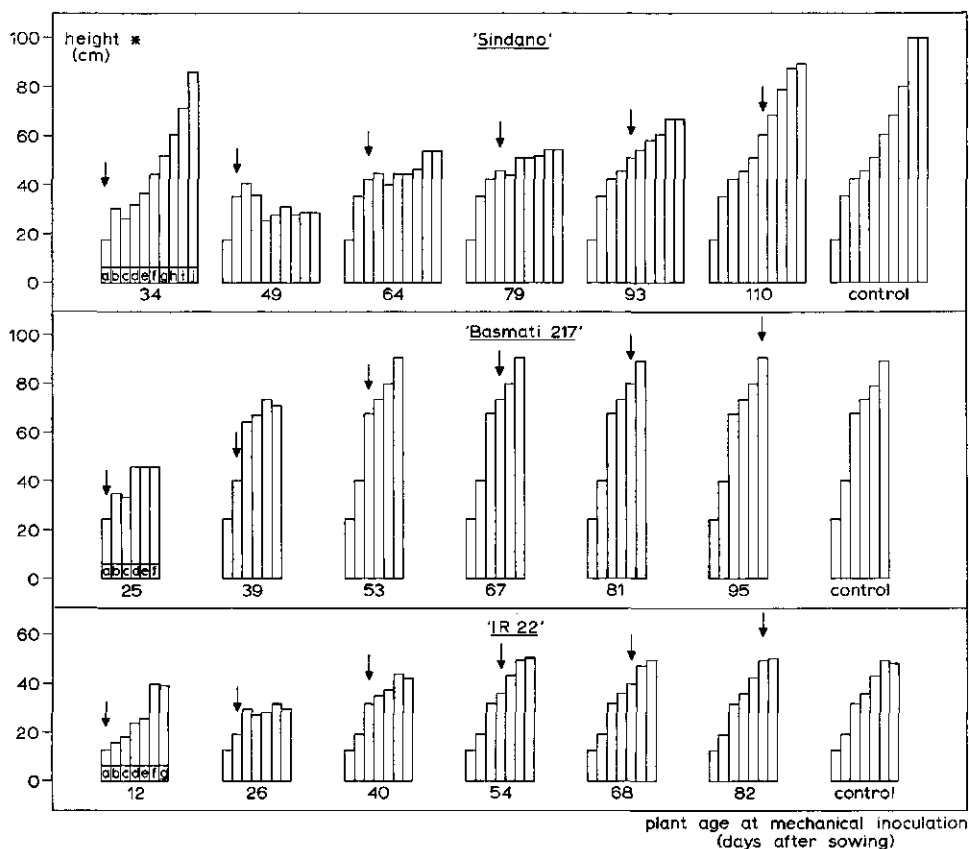 height *
(cm)
'Sindano'
100
80
60
40
20
0
a b c d e f g h i j
34 49 64 79 93 110 control
'Basmati 217'
100
80
60
40
20
0
a b c d e f
25 39 53 67 81 95 control
'IR 22'
60
40
20
0
a b c d e f g
12 26 40 54 68 82 control
plant age at mechanical inoculation
(days after sowing)